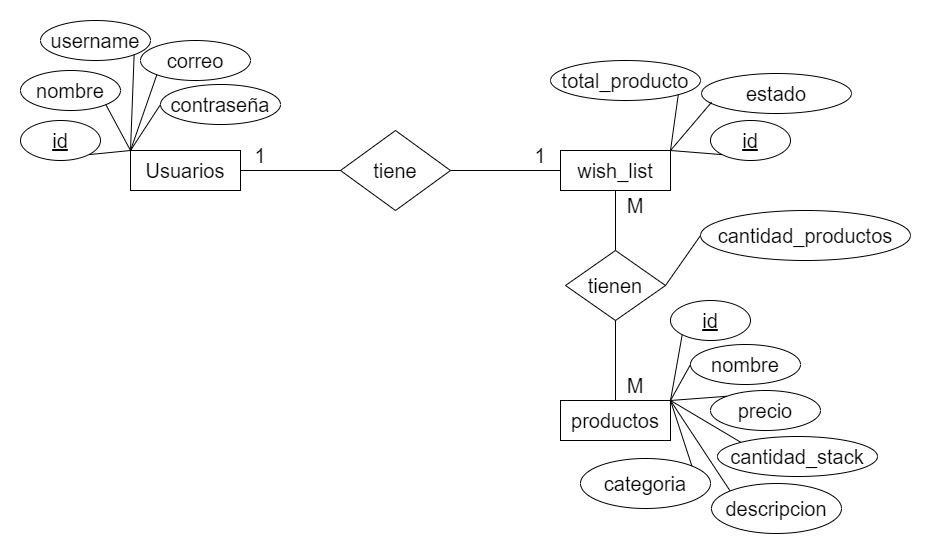 username
correo
nombre
contraseña
id
Usuarios
1
tiene
1
wish_list
total_producto
estado
id
M
cantidad_productos
tienen
id
nombre
M
precio
productos
cantidad_stack
categoria
descripcion